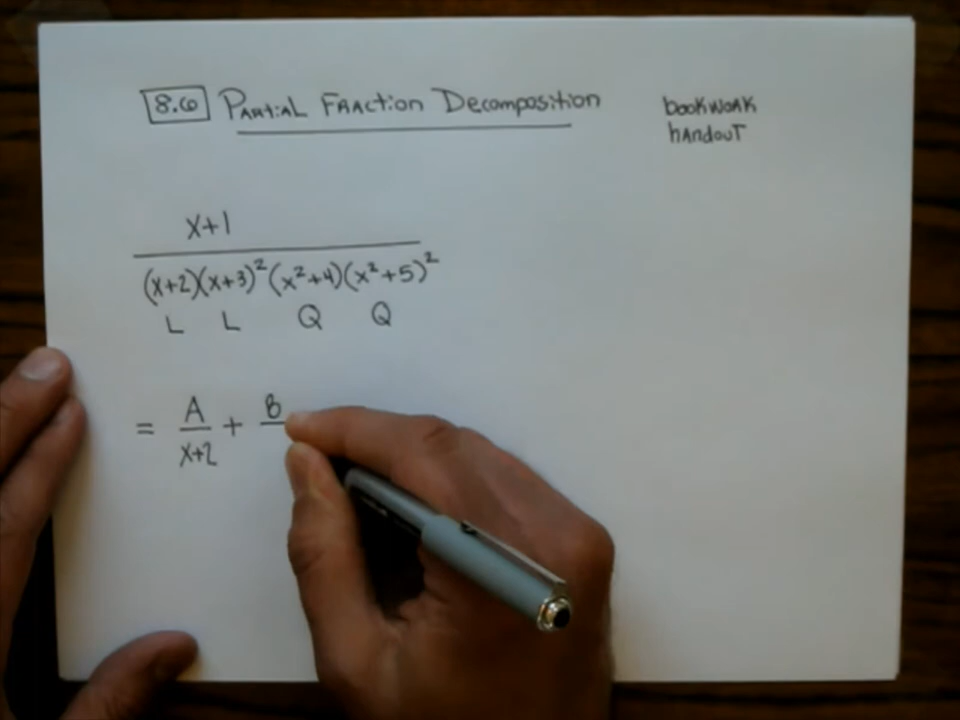 8.6 Partial Fraction Decomposition
bookwork
handout
x+1
(x+2)(x+3)²(x²+4)(x²+5)²
L L Q Q
= A/x+2 + B